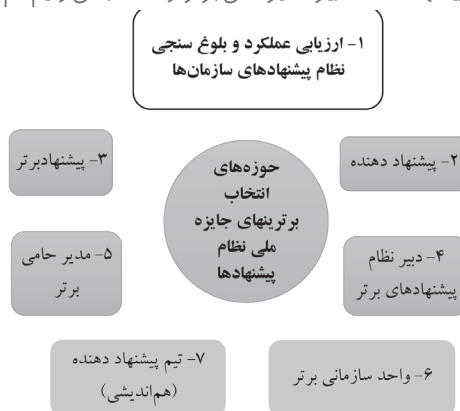 ۱- ارزیابی عملکرد و بلوغ سنجی
نظام پیشنهادهای سازمان‌ها
۲- پیشنهاد دهنده
۳- پیشنهادبرتر
حوزه‌های
انتخاب
برترینهای جایزه
ملی نظام
پیشنهادها
۴- دبیر نظام
پیشنهادهای برتر
۵- مدیر حامی
برتر
۶- واحد سازمانی برتر
۷- تیم پیشنهاد دهنده
(هم‌اندیشی)